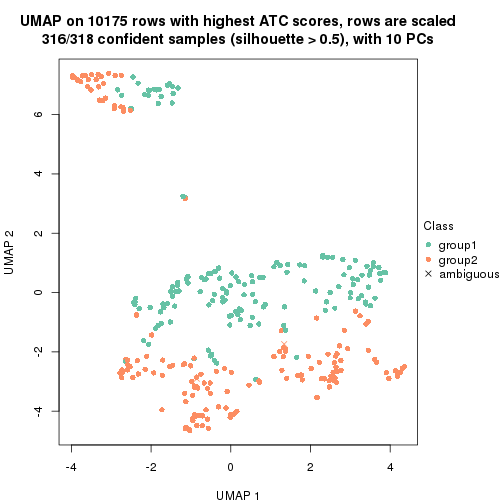 UMAP on 10175 rows with highest ATC scores, rows are scaled
316/318 confident samples (silhouette > 0.5), with 10 PCs
UMAP 2
6
4
2
0
-2
-4
-4
-2
0
2
4
UMAP 1
Class
group1
group2
ambiguous